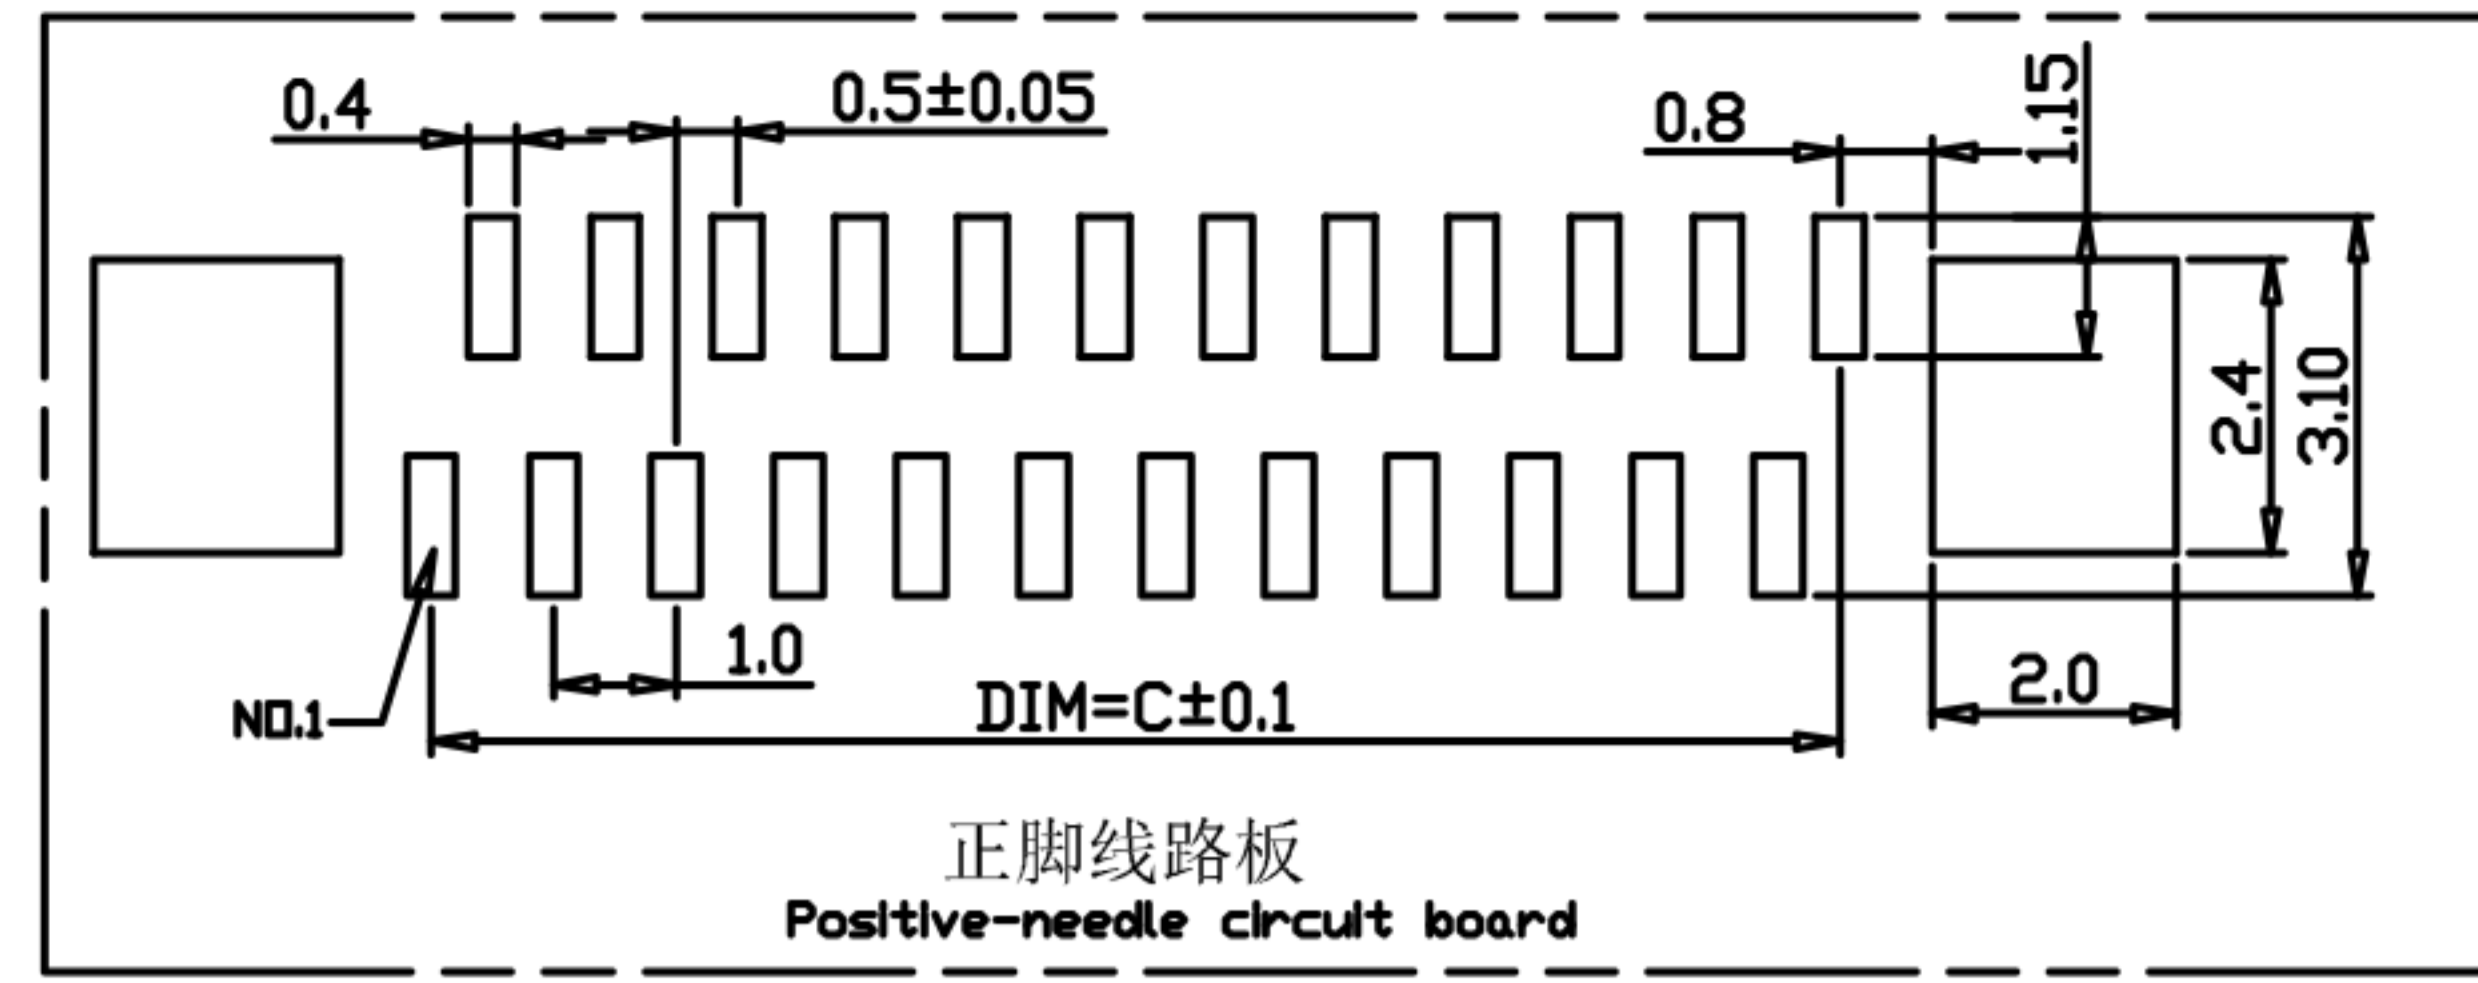 0.4
0.5±0.05
0.8
1.15
2.4
3.10
1.0
NO.1
DIM=C±0.1
2.0
正脚线路板
Positive-needle circuit board